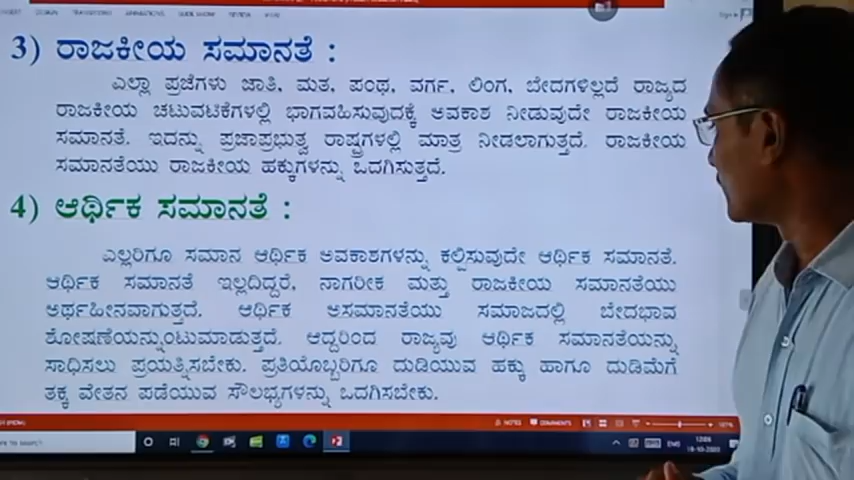 3) ರಾಜಕೀಯ ಸಮಾನತೆ :
ಎಲ್ಲಾ ಪ್ರಜೆಗಳು ಜಾತಿ, ಮತ, ಪಂಥ, ವರ್ಗ, ಲಿಂಗ, ಬೇದಗಳಿಲ್ಲದೆ ರಾಜ್ಯದ
ರಾಜಕೀಯ ಚಟುವಟಿಕೆಗಳಲ್ಲಿ ಭಾಗವಹಿಸುವುದಕ್ಕೆ ಅವಕಾಶ ನೀಡುವುದೇ ರಾಜಕೀಯ
ಸಮಾನತೆ. ಇದನ್ನು ಪ್ರಜಾಪ್ರಭುತ್ವ ರಾಷ್ಟ್ರಗಳಲ್ಲಿ ಮಾತ್ರ ನೀಡಲಾಗುತ್ತದೆ. ರಾಜಕೀಯ
ಸಮಾನತೆಯು ರಾಜಕೀಯ ಹಕ್ಕುಗಳನ್ನು ಒದಗಿಸುತ್ತದೆ.
4) ಆರ್ಥಿಕ ಸಮಾನತೆ :
ಎಲ್ಲರಿಗೂ ಸಮಾನ ಆರ್ಥಿಕ ಅವಕಾಶಗಳನ್ನು ಕಲ್ಪಿಸುವುದೇ ಆರ್ಥಿಕ ಸಮಾನತೆ.
ಆರ್ಥಿಕ ಸಮಾನತೆ ಇಲ್ಲದಿದ್ದರೆ, ನಾಗರೀಕ ಮತ್ತು ರಾಜಕೀಯ ಸಮಾನತೆಯು
ಅರ್ಥಹೀನವಾಗುತ್ತದೆ. ಆರ್ಥಿಕ ಅಸಮಾನತೆಯು ಸಮಾಜದಲ್ಲಿ ಬೇದಭಾವ
ಶೋಷಣೆಯನ್ನುಂಟುಮಾಡುತ್ತದೆ. ಆದ್ದರಿಂದ ರಾಜ್ಯವು ಆರ್ಥಿಕ ಸಮಾನತೆಯನ್ನು
ಸಾಧಿಸಲು ಪ್ರಯತ್ನಿಸಬೇಕು. ಪ್ರತಿಯೊಬ್ಬರಿಗೂ ದುಡಿಯುವ ಹಕ್ಕು ಹಾಗೂ ದುಡಿಮೆಗೆ
ತಕ್ಕ ವೇತನ ಪಡೆಯುವ ಸೌಲಭ್ಯಗಳನ್ನು ಒದಗಿಸಬೇಕು.
NOTES COMMENTS
ENG